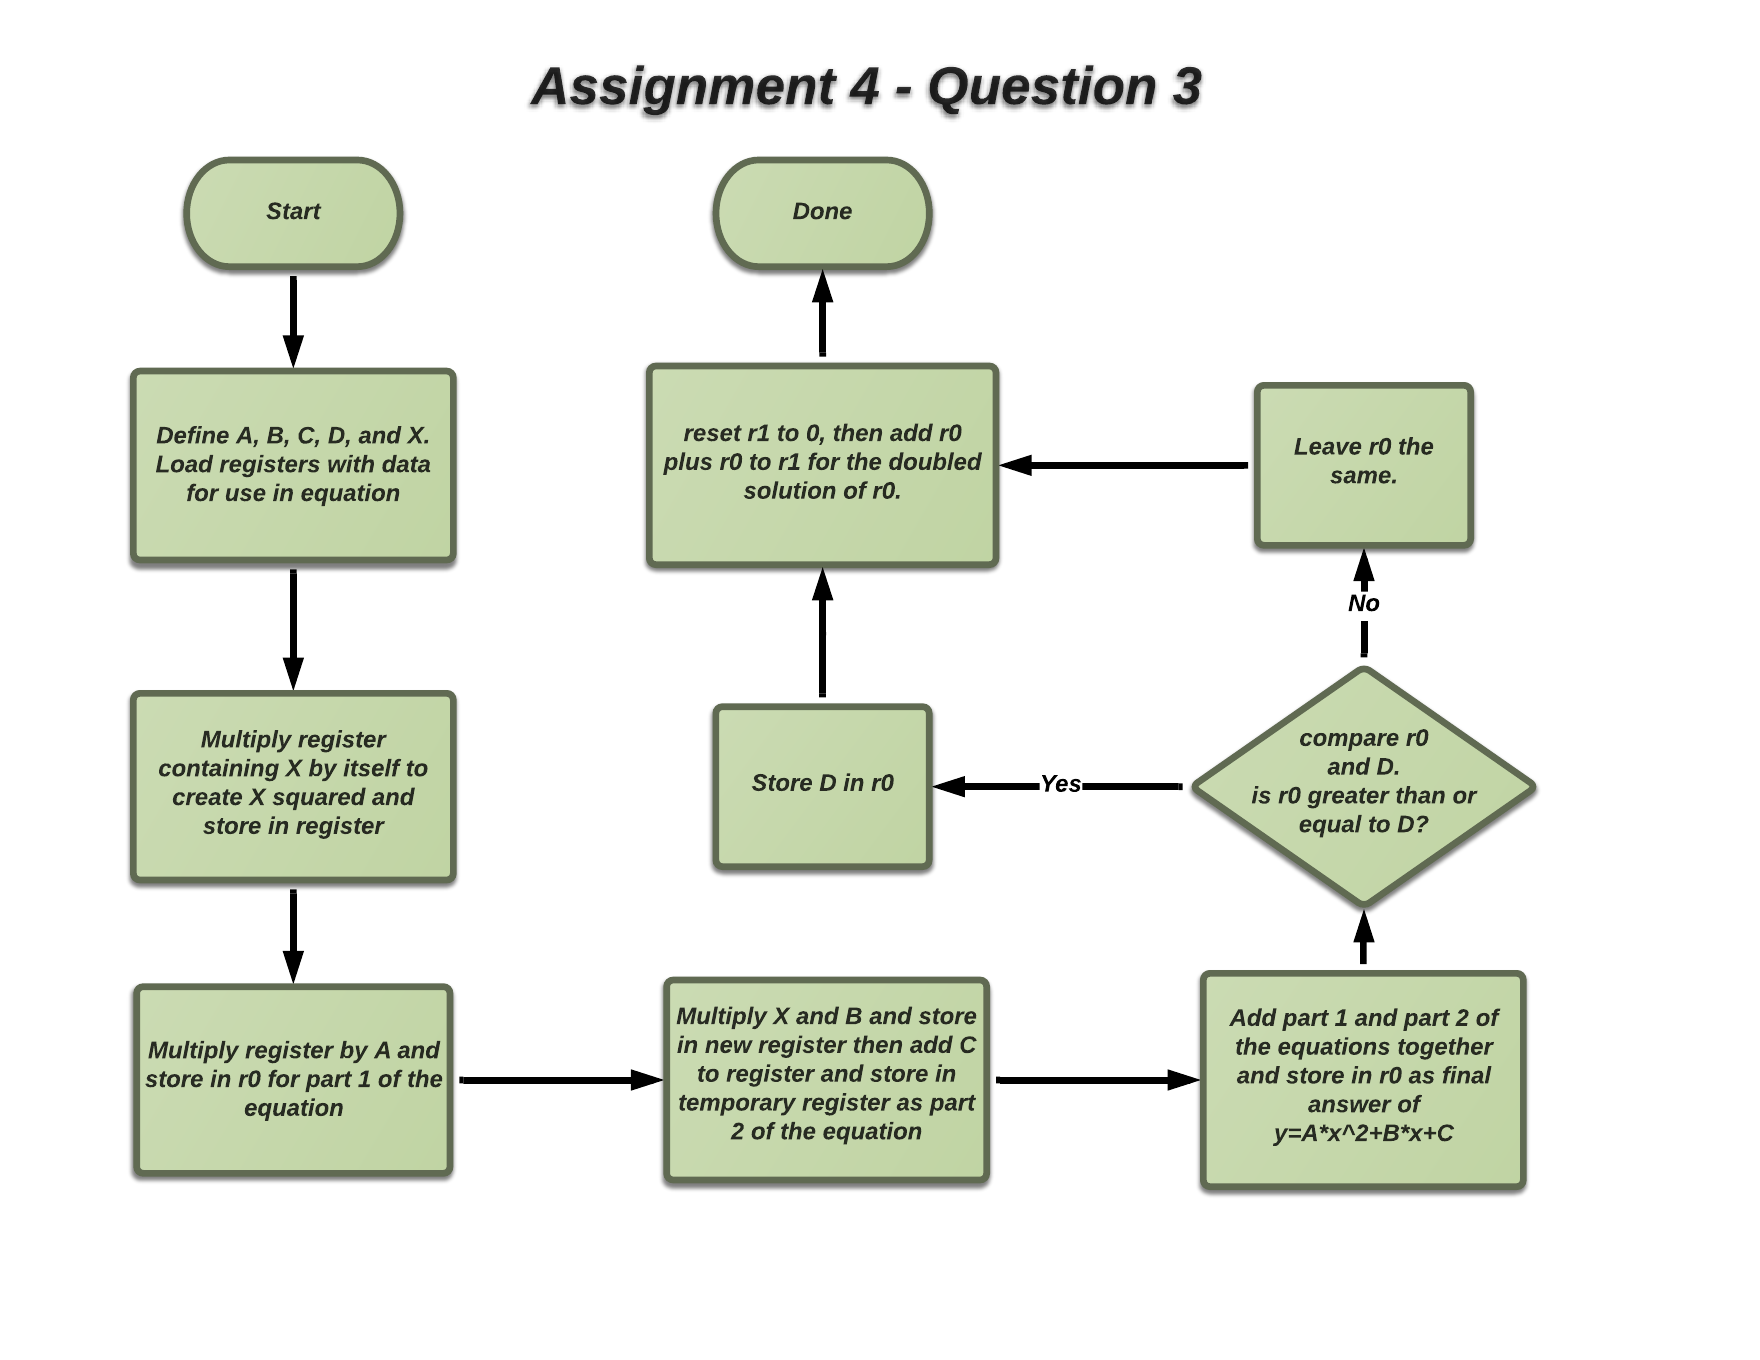 Assignment 4 - Question 3
Start
Define A, B, C, D, and X.
Load registers with data
for use in equation
Multiply register
containing X by itself to
create X squared and
store in register
Multiply register by A and
store in r0 for part 1 of the
equation
Multiply X and B and store
in new register then add C
to register and store in
temporary register as part
2 of the equation
Add part 1 and part 2 of
the equations together
and store in r0 as final
answer of
y=A*x^2+B*x+C
compare r0
and D.
is r0 greater than or
equal to D?
Yes
Store D in r0
No
Leave r0 the
same.
reset r1 to 0, then add r0
plus r0 to r1 for the doubled
solution of r0.
Done